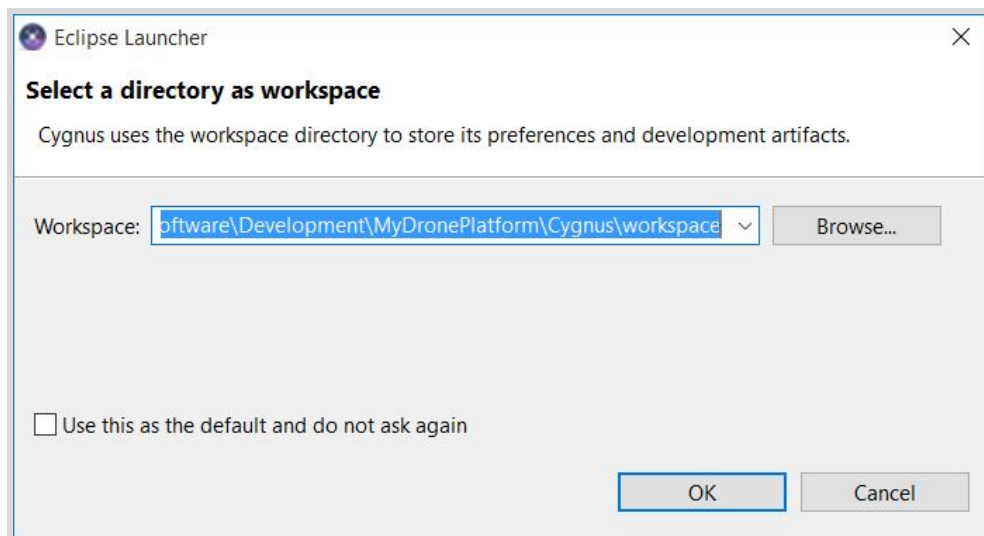 Eclipse Launcher
Select a directory as workspace
Cygnus uses the workspace directory to store its preferences and development artifacts.
Workspace: oftware\Development\MyDronePlatform\Cygnus\workspace Browse...
Use this as the default and do not ask again
OK Cancel